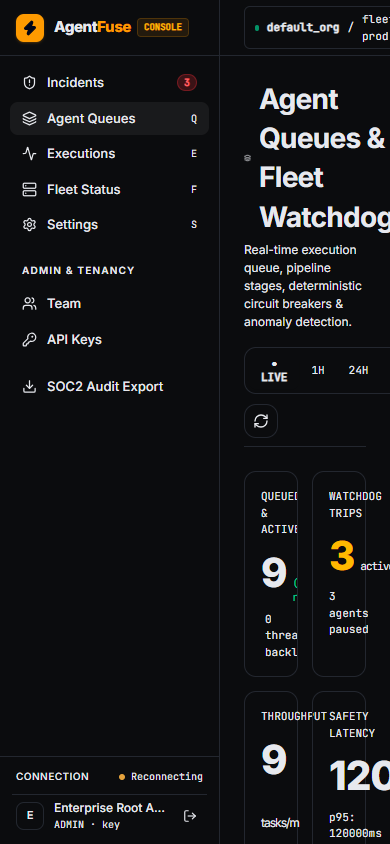 AgentFuse CONSOLE
Incidents 3
Agent Queues Q
Executions E
Fleet Status F
Settings S
ADMIN & TENANCY
Team
API Keys
SOC2 Audit Export
CONNECTION Reconnecting
E Enterprise Root A...
ADMIN · key
default_org / flee
prod
Agent
Queues &
Fleet
Watchdog
Real-time execution
queue, pipeline
stages, deterministic
circuit breakers &
anomaly detection.
• LIVE 1H 24H
QUEUED
&
ACTIVE
9
0
threa
backl
WATCHDOG
TRIPS
3 active
3
agents
paused
THROUGHPUT
9
tasks/m
SAFETY
LATENCY
120
p95:
120000ms